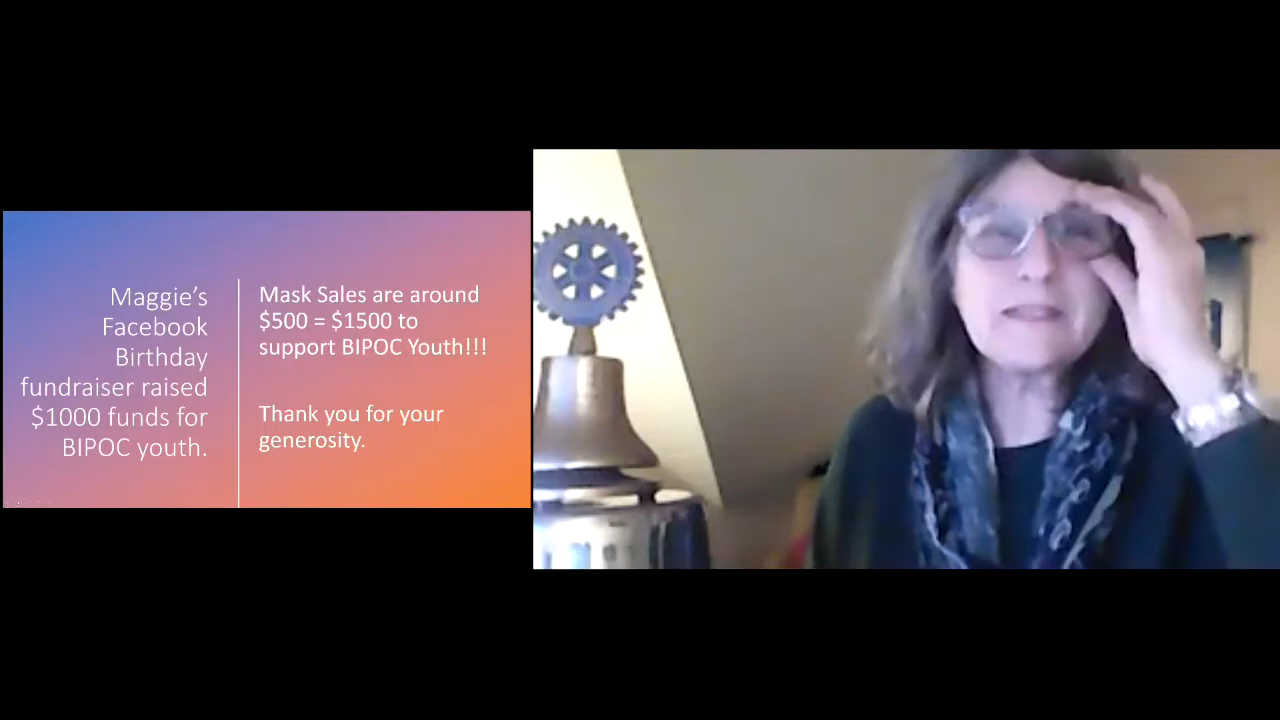 Maggie’s
Facebook
Birthday
fundraiser raised
$1000 funds for
BIPOC youth.
Mask Sales are around
$500 = $1500 to
support BIPOC Youth!!!
Thank you for your
generosity.